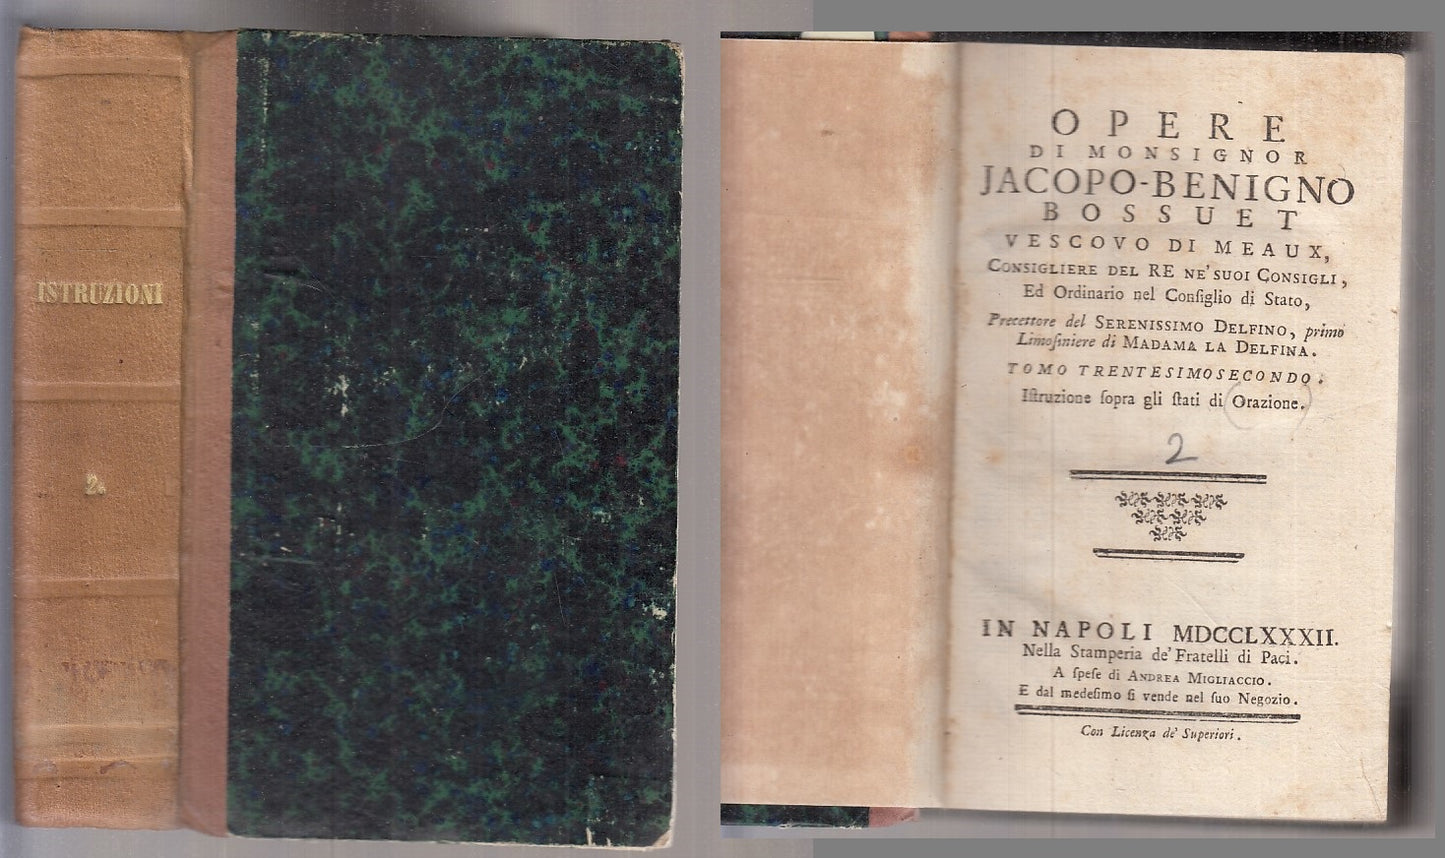 ISTRUZIONI
2.
OPERE
DI MONSIGNOR
JACOPO-BENIGNO
BOSSUET
VESCOVO DI MEAUX,
CONSIGLIERE DEL RE NE' SUOI CONSIGLI,
Ed Ordinario nel Conſiglio di Stato,
Precettore del SERENISSIMO DELFINO, primo
Limoſiniere di MADAMA LA DELFINA.
TOMO TRENTESIMOSECONDO.
Iſtruzione ſopra gli ſtati di Orazione.
2
IN NAPOLI MDCCLXXXII.
Nella Stamperia de' Fratelli di Paci.
A ſpeſe di ANDREA MIGLIACCIO.
E dal medeſimo ſi vende nel ſuo Negozio.
Con Licenza de' Superiori.